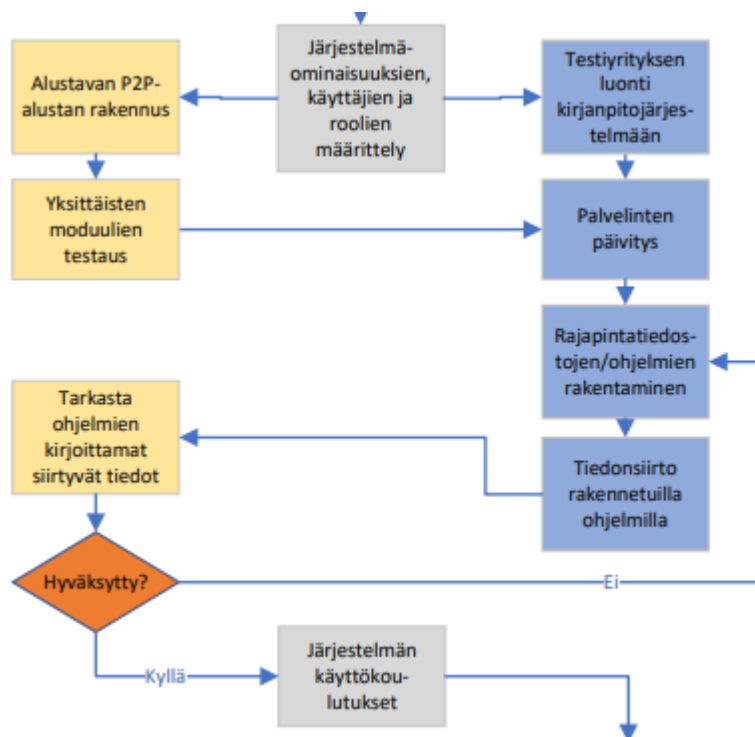 Järjestelmä-
ominaisuuksien,
käyttäjien ja
roolien
määrittely
Alustavan P2P-
alustan rakennus
Testiyrityksen
luonti
kirjanpitojärjes-
telmään
Yksittäisten
moduulien
testaus
Palvelinten
päivitys
Rajapintatiedos-
tojen/ohjelmien
rakentaminen
Tarkasta
ohjelmien
kirjoittamat
siirtyvät tiedot
Tiedonsiirto
rakennetuilla
ohjelmilla
Hyväksytty?
Ei
Kyllä
Järjestelmän
käyttökou-
lutukset